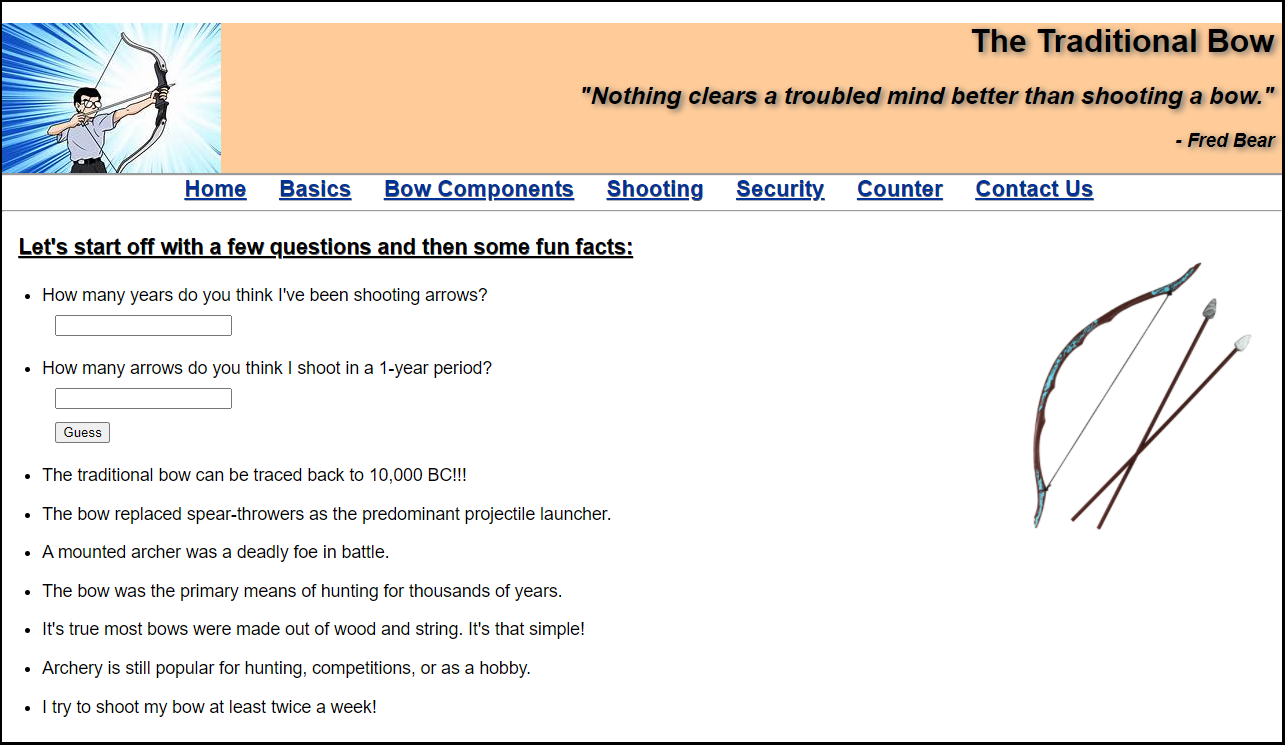 The Traditional Bow
"Nothing clears a troubled mind better than shooting a bow."
- Fred Bear
Home Basics Bow Components Shooting Security Counter Contact Us
Let's start off with a few questions and then some fun facts:
How many years do you think I've been shooting arrows?
How many arrows do you think I shoot in a 1-year period?
Guess
The traditional bow can be traced back to 10,000 BC!!!
The bow replaced spear-throwers as the predominant projectile launcher.
A mounted archer was a deadly foe in battle.
The bow was the primary means of hunting for thousands of years.
It's true most bows were made out of wood and string. It's that simple!
Archery is still popular for hunting, competitions, or as a hobby.
I try to shoot my bow at least twice a week!